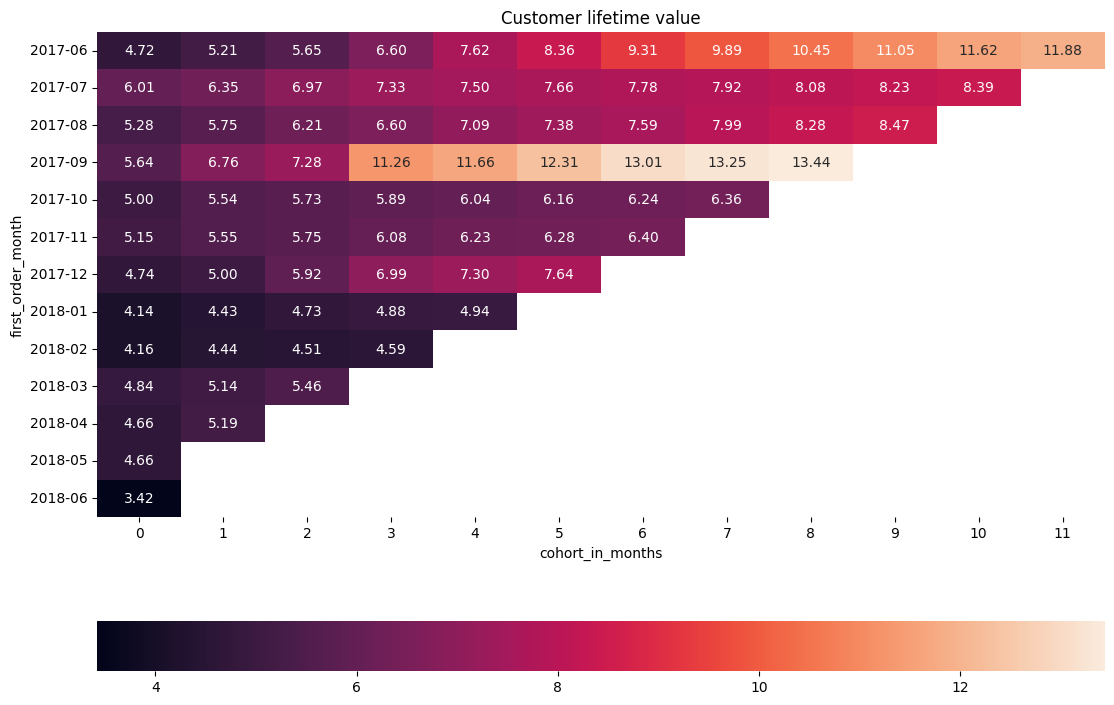 Customer lifetime value
first_order_month
2017-06 4.72 5.21 5.65 6.60 7.62 8.36 9.31 9.89 10.45 11.05 11.62 11.88
2017-07 6.01 6.35 6.97 7.33 7.50 7.66 7.78 7.92 8.08 8.23 8.39
2017-08 5.28 5.75 6.21 6.60 7.09 7.38 7.59 7.99 8.28 8.47
2017-09 5.64 6.76 7.28 11.26 11.66 12.31 13.01 13.25 13.44
2017-10 5.00 5.54 5.73 5.89 6.04 6.16 6.24 6.36
2017-11 5.15 5.55 5.75 6.08 6.23 6.28 6.40
2017-12 4.74 5.00 5.92 6.99 7.30 7.64
2018-01 4.14 4.43 4.73 4.88 4.94
2018-02 4.16 4.44 4.51 4.59
2018-03 4.84 5.14 5.46
2018-04 4.66 5.19
2018-05 4.66
2018-06 3.42
0 1 2 3 4 5 6 7 8 9 10 11
cohort_in_months
4 6 8 10 12